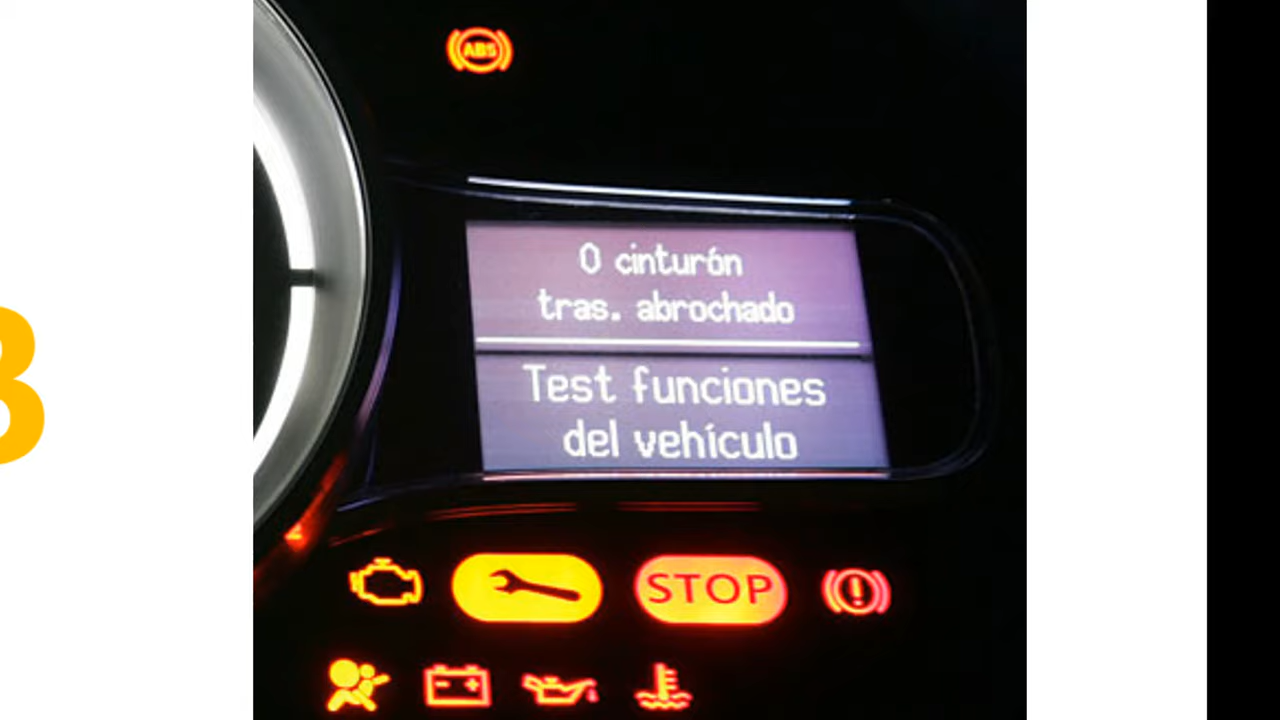 ABS
0 cinturón
tras. abrochado
Test funciones
del vehículo
STOP